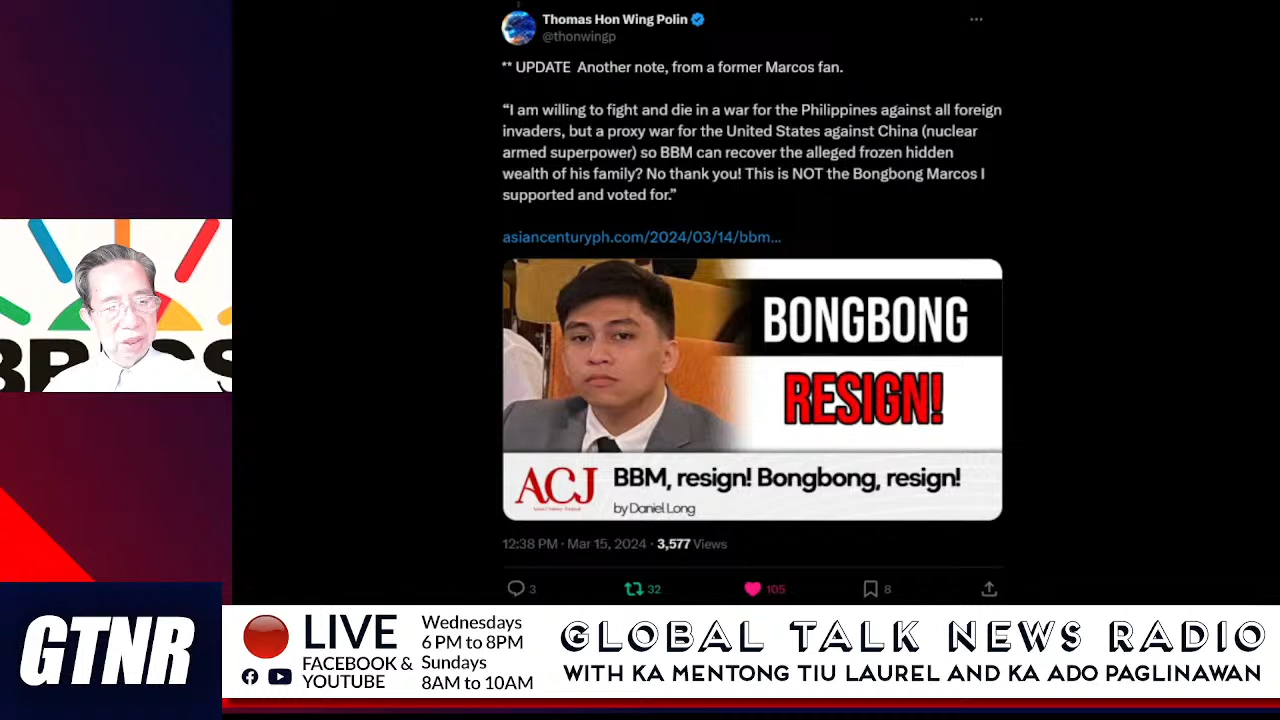 Thomas Hon Wing Polin
@thonwingp
** UPDATE Another note, from a former Marcos fan.
“I am willing to fight and die in a war for the Philippines against all foreign
invaders, but a proxy war for the United States against China (nuclear
armed superpower) so BBM can recover the alleged frozen hidden
wealth of his family? No thank you! This is NOT the Bongbong Marcos I
supported and voted for.”
asiancenturyph.com/2024/03/14/bbm...
BONGBONG
RESIGN!
ACJ
BBM, resign! Bongbong, resign!
by Daniel Long
12:38 PM · Mar 15, 2024 · 3,577 Views
3
32
105
8
GTNR
LIVE
FACEBOOK &
YOUTUBE
Wednesdays
6 PM to 8PM
Sundays
8AM to 10AM
GLOBAL TALK NEWS RADIO
WITH KA MENTONG TIU LAUREL AND KA ADO PAGLINAWAN